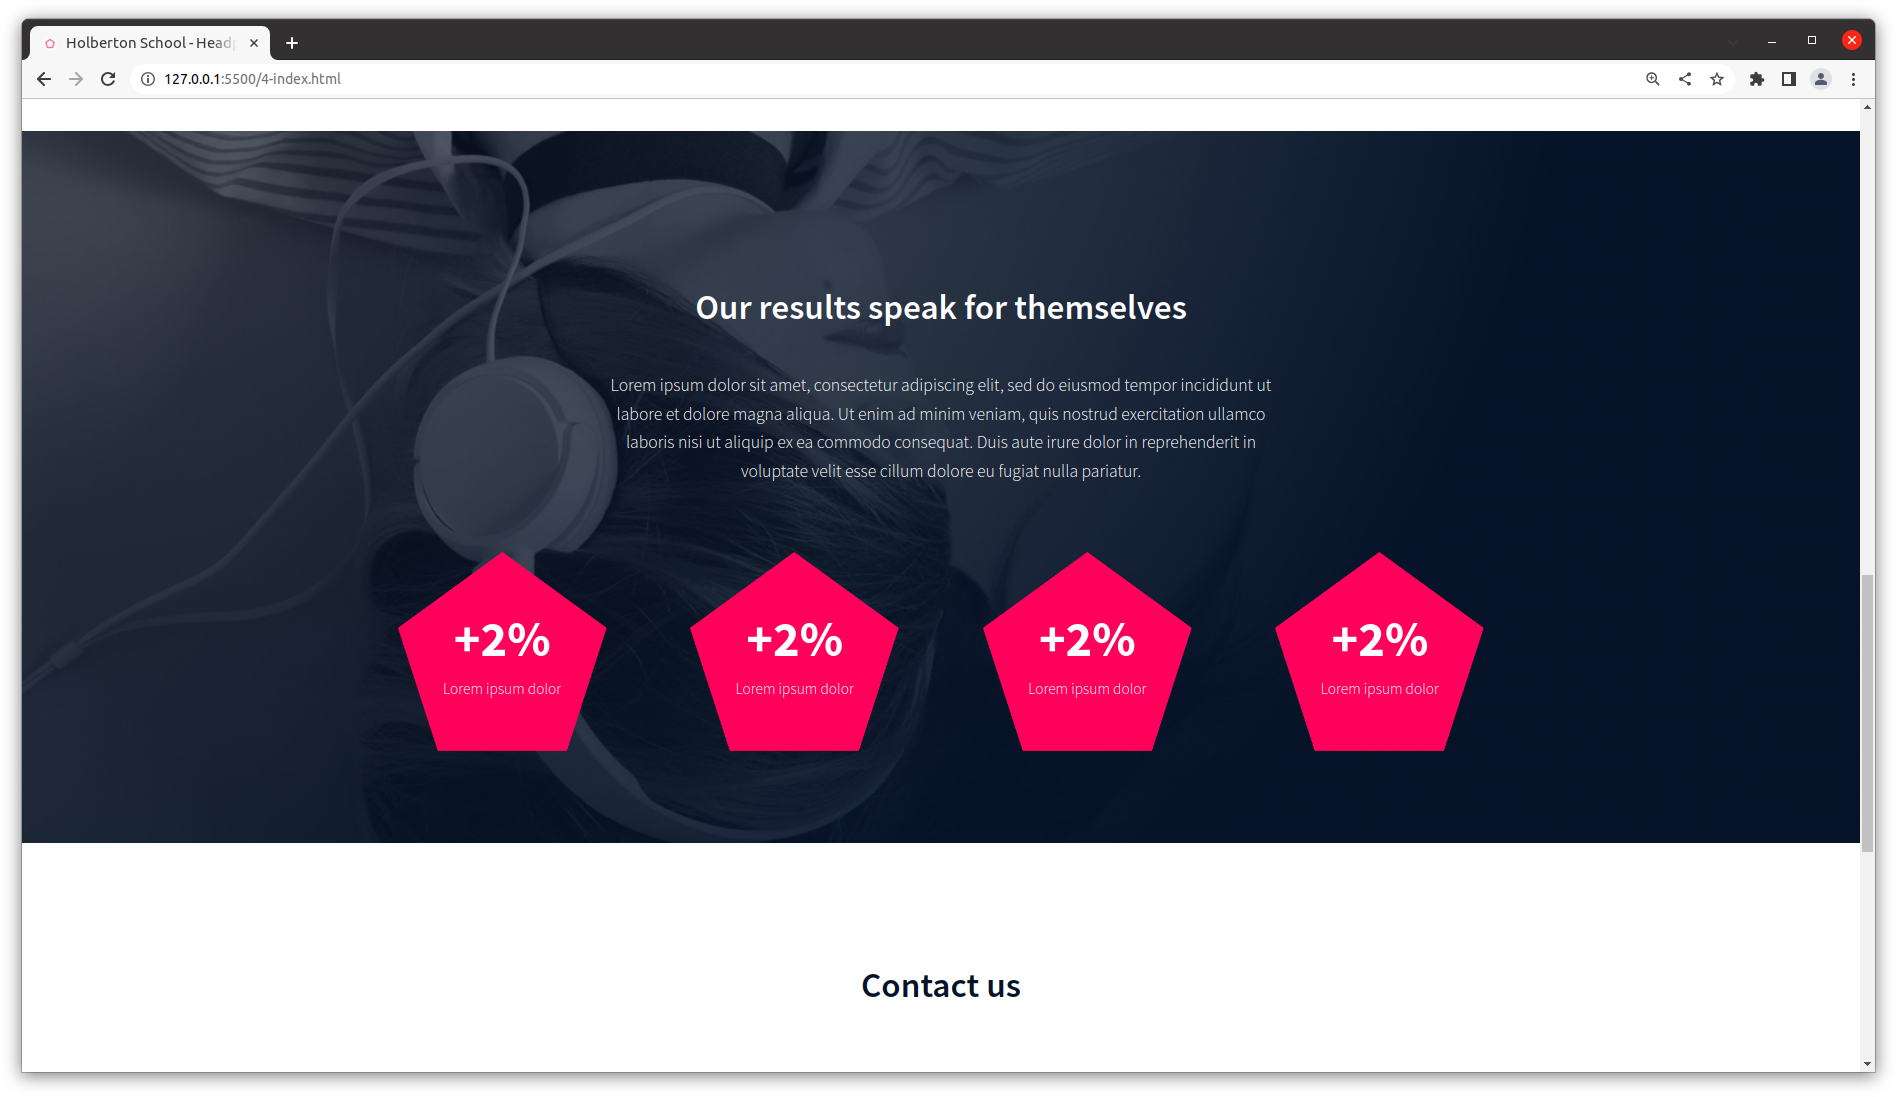 Holberton School - Head
127.0.0.1:5500/4-index.html
Our results speak for themselves
Lorem ipsum dolor sit amet, consectetur adipiscing elit, sed do eiusmod tempor incididunt ut
labore et dolore magna aliqua. Ut enim ad minim veniam, quis nostrud exercitation ullamco
laboris nisi ut aliquip ex ea commodo consequat. Duis aute irure dolor in reprehenderit in
voluptate velit esse cillum dolore eu fugiat nulla pariatur.
+2% +2% +2% +2%
Lorem ipsum dolor Lorem ipsum dolor Lorem ipsum dolor Lorem ipsum dolor
Contact us